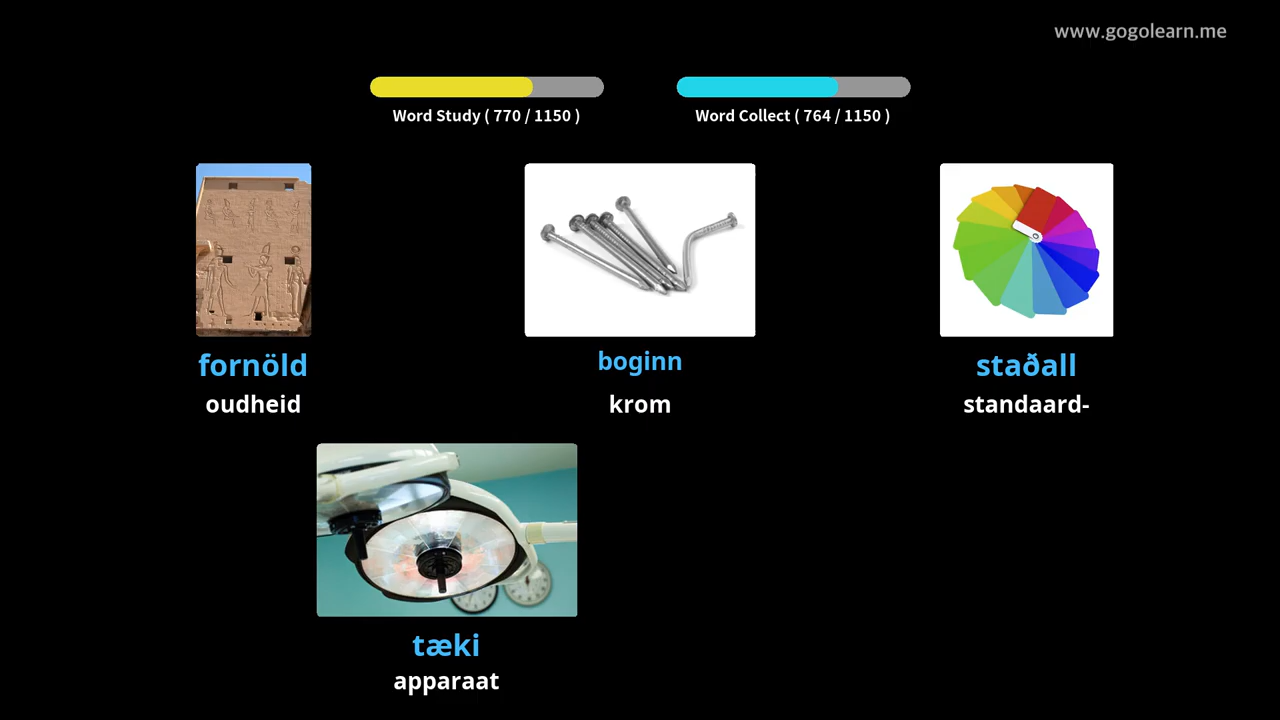 www.gogolearn.me
Word Study ( 770 / 1150 )
Word Collect ( 764 / 1150 )
fornöld
boginn
staðall
oudheid
krom
standaard-
tæki
apparaat